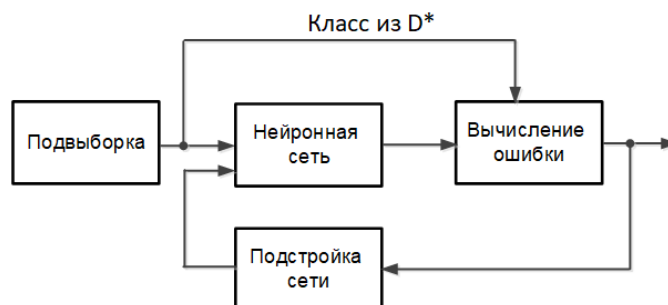 Класс из D*
Подвыборка
Нейронная
сеть
Вычисление
ошибки
Подстройка
сети